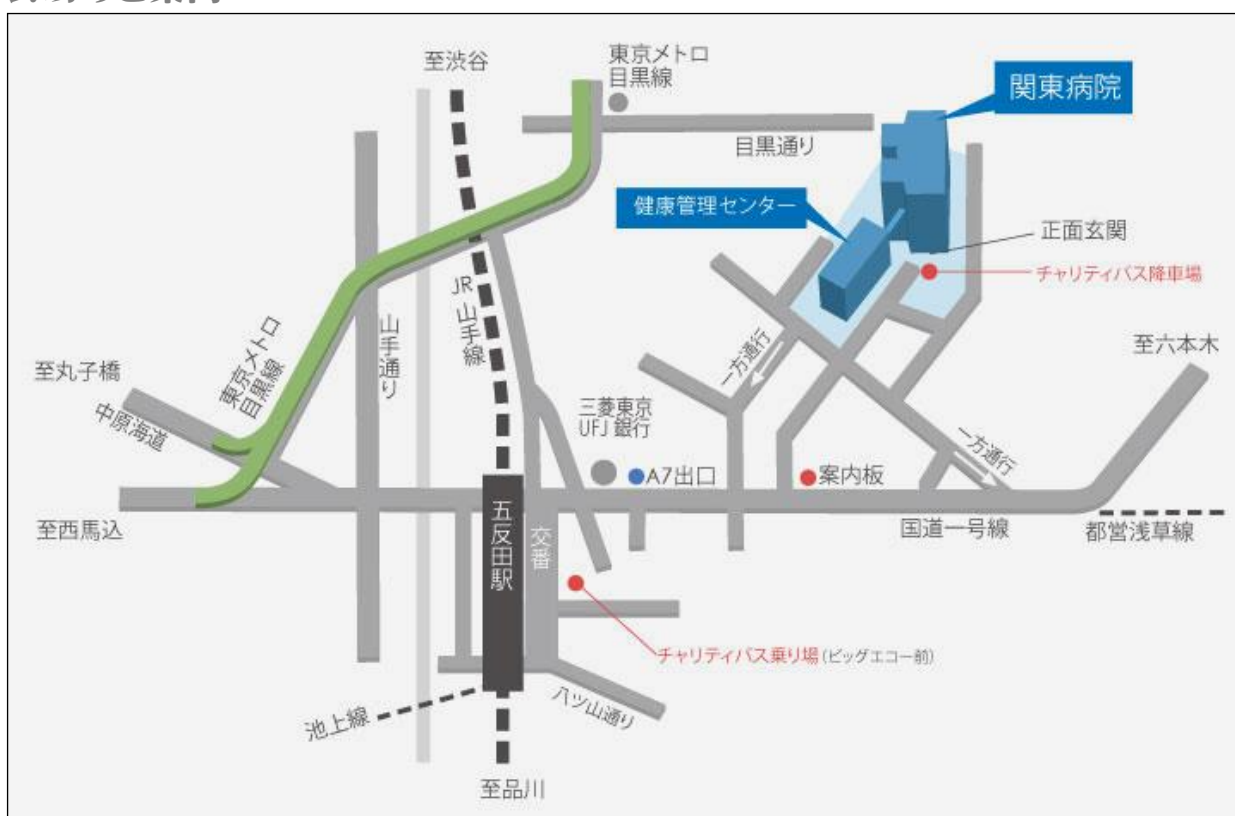 至渋谷
東京メトロ
目黒線
関東病院
目黒通り
健康管理センター
正面玄関
チャリティバス降車場
JR 山手線
山手通り
至六本木
至丸子橋
東京メトロ
目黒線
中原海道
一方通行
三菱東京
UFJ 銀行
一方通行
A7出口
案内板
至西馬込
五反田駅
交番
国道一号線
都営浅草線
チャリティバス乗り場(ビッグエコー前)
池上線
八ツ山通り
至品川